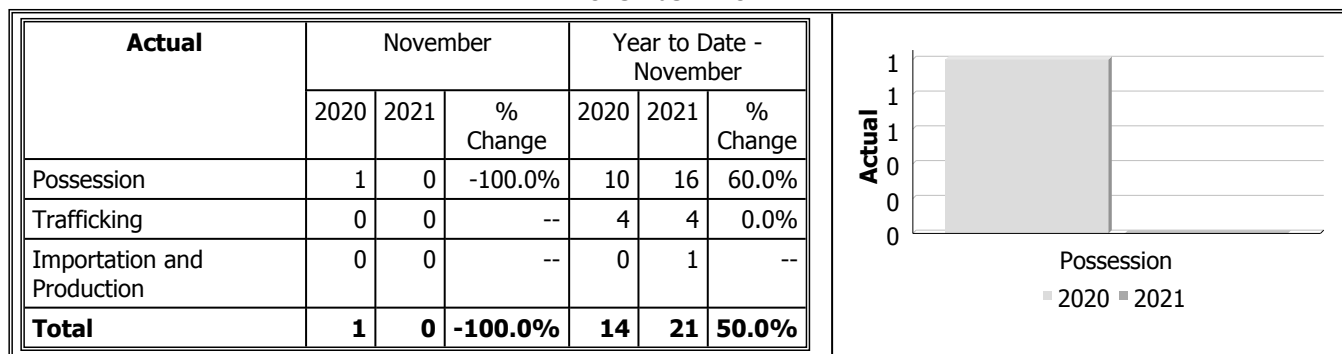 Actual November Year to Date -
November
2020 2021 % 2020 2021 %
Change Change
Possession 1 0 -100.0% 10 16 60.0%
Trafficking 0 0 -- 4 4 0.0%
Importation and 0 0 -- 0 1 --
Production
Total 1 0 -100.0% 14 21 50.0%
Actual
1
1
1
0
0
0
Possession
2020 2021